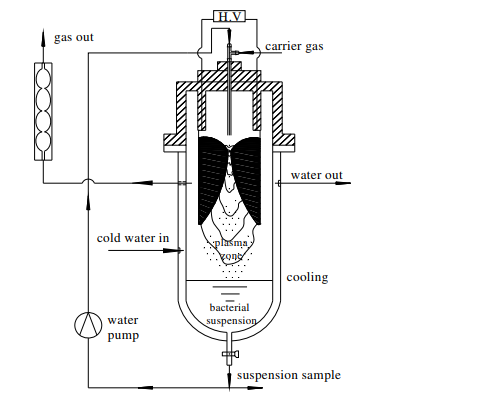 H.V
gas out
carrier gas
water out
cold water in
plasma
zone
cooling
bacterial
suspension
water
pump
suspension sample